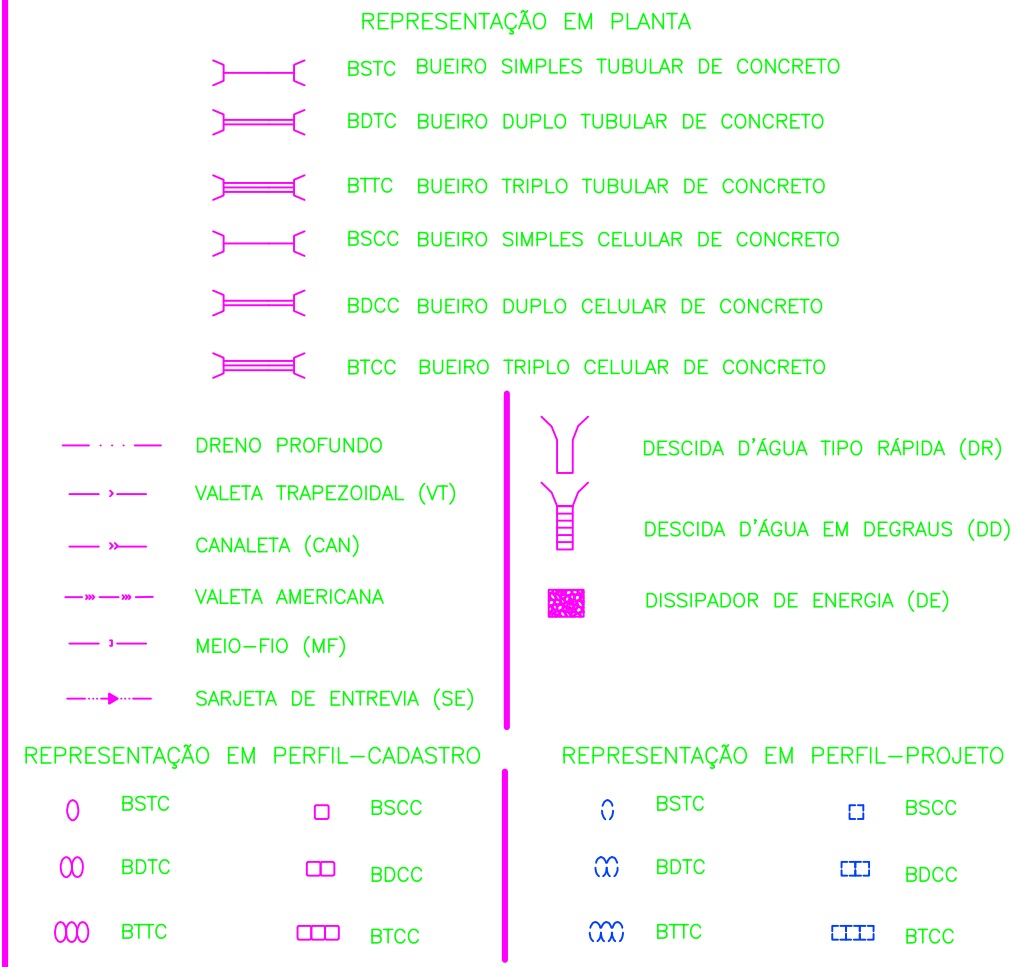 REPRESENTAÇÃO EM PLANTA
BSTC BUEIRO SIMPLES TUBULAR DE CONCRETO
BDTC BUEIRO DUPLO TUBULAR DE CONCRETO
BTTC BUEIRO TRIPLO TUBULAR DE CONCRETO
BSCC BUEIRO SIMPLES CELULAR DE CONCRETO
BDCC BUEIRO DUPLO CELULAR DE CONCRETO
BTCC BUEIRO TRIPLO CELULAR DE CONCRETO
DRENO PROFUNDO
VALETA TRAPEZOIDAL (VT)
CANALETA (CAN)
VALETA AMERICANA
MEIO-FIO (MF)
SARJETA DE ENTREVIA (SE)
DESCIDA D'ÁGUA TIPO RÁPIDA (DR)
DESCIDA D'ÁGUA EM DEGRAUS (DD)
DISSIPADOR DE ENERGIA (DE)
REPRESENTAÇÃO EM PERFIL-CADASTRO
BSTC BSCC
BDTC BDCC
BTTC BTCC
REPRESENTAÇÃO EM PERFIL-PROJETO
BSTC BSCC
BDTC BDCC
BTTC BTCC